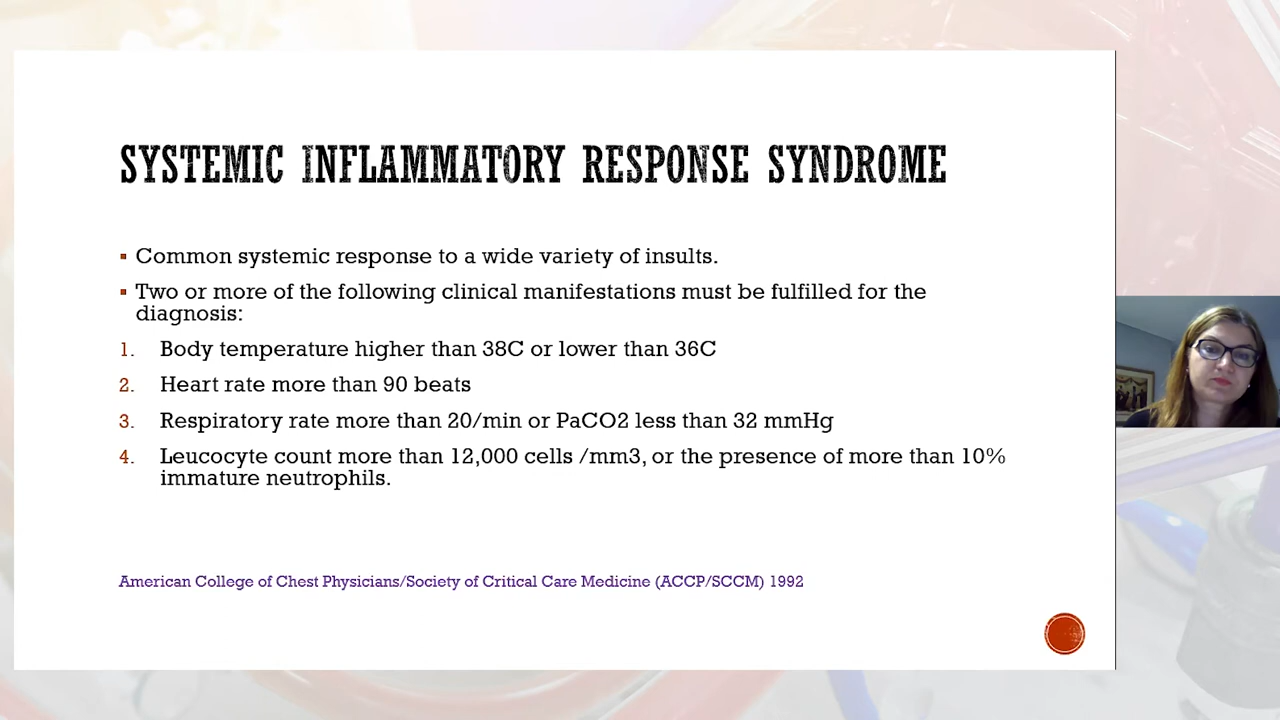 SYSTEMIC INFLAMMATORY RESPONSE SYNDROME
▪ Common systemic response to a wide variety of insults.
▪ Two or more of the following clinical manifestations must be fulfilled for the
diagnosis:
1. Body temperature higher than 38C or lower than 36C
2. Heart rate more than 90 beats
3. Respiratory rate more than 20/min or PaCO2 less than 32 mmHg
4. Leucocyte count more than 12,000 cells /mm3, or the presence of more than 10%
immature neutrophils.
American College of Chest Physicians/Society of Critical Care Medicine (ACCP/SCCM) 1992